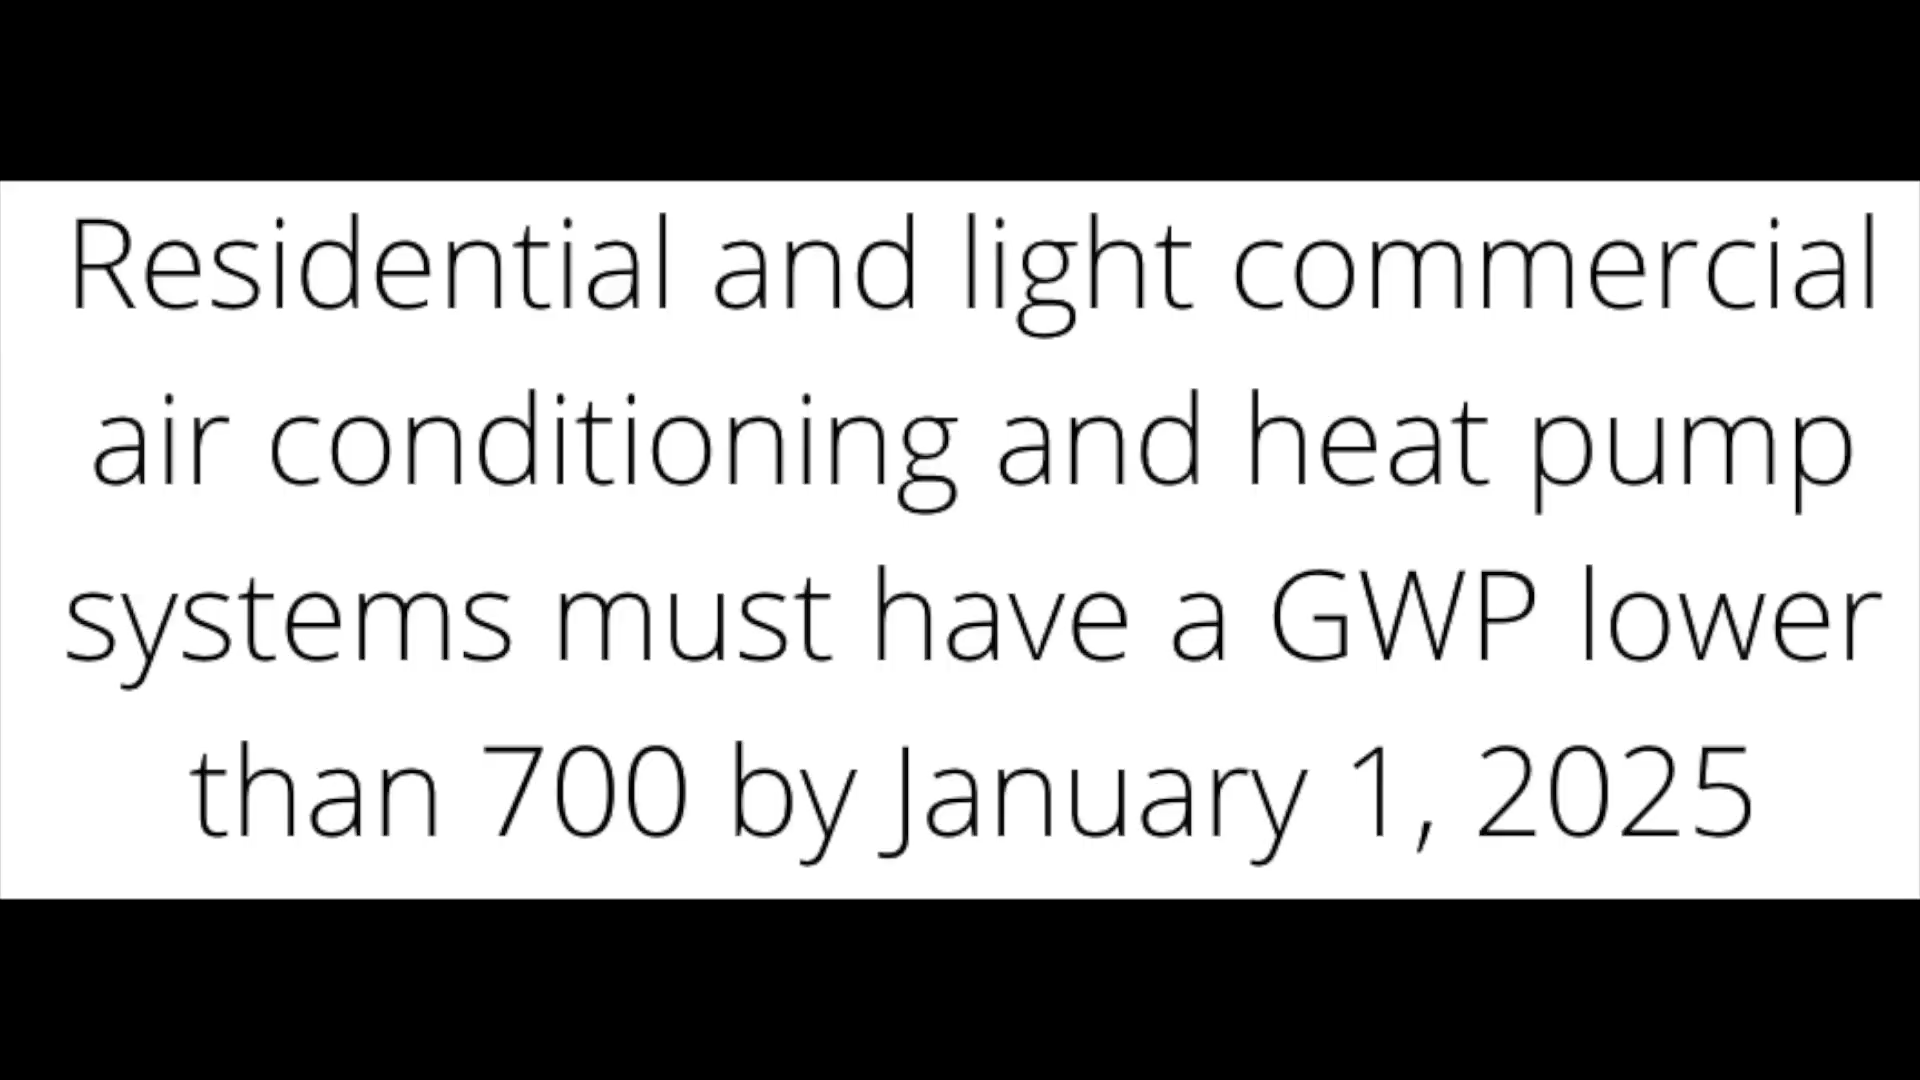 Residential and light commercial
air conditioning and heat pump
systems must have a GWP lower
than 700 by January 1, 2025